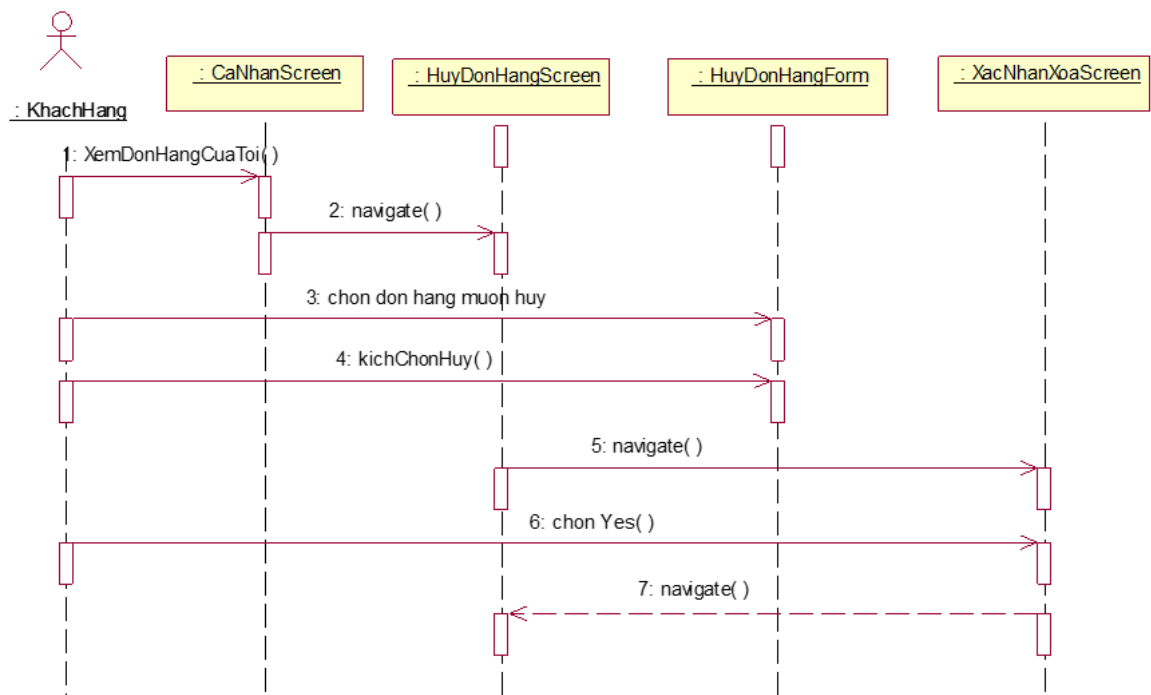 : CaNhanScreen
: HuyDonHangScreen
: HuyDonHangForm
: XacNhanXoaScreen
: KhachHang
1: XemDonHangCuaToi( )
2: navigate( )
3: chon don hang muon huy
4: kichChonHuy( )
5: navigate( )
6: chon Yes( )
7: navigate( )